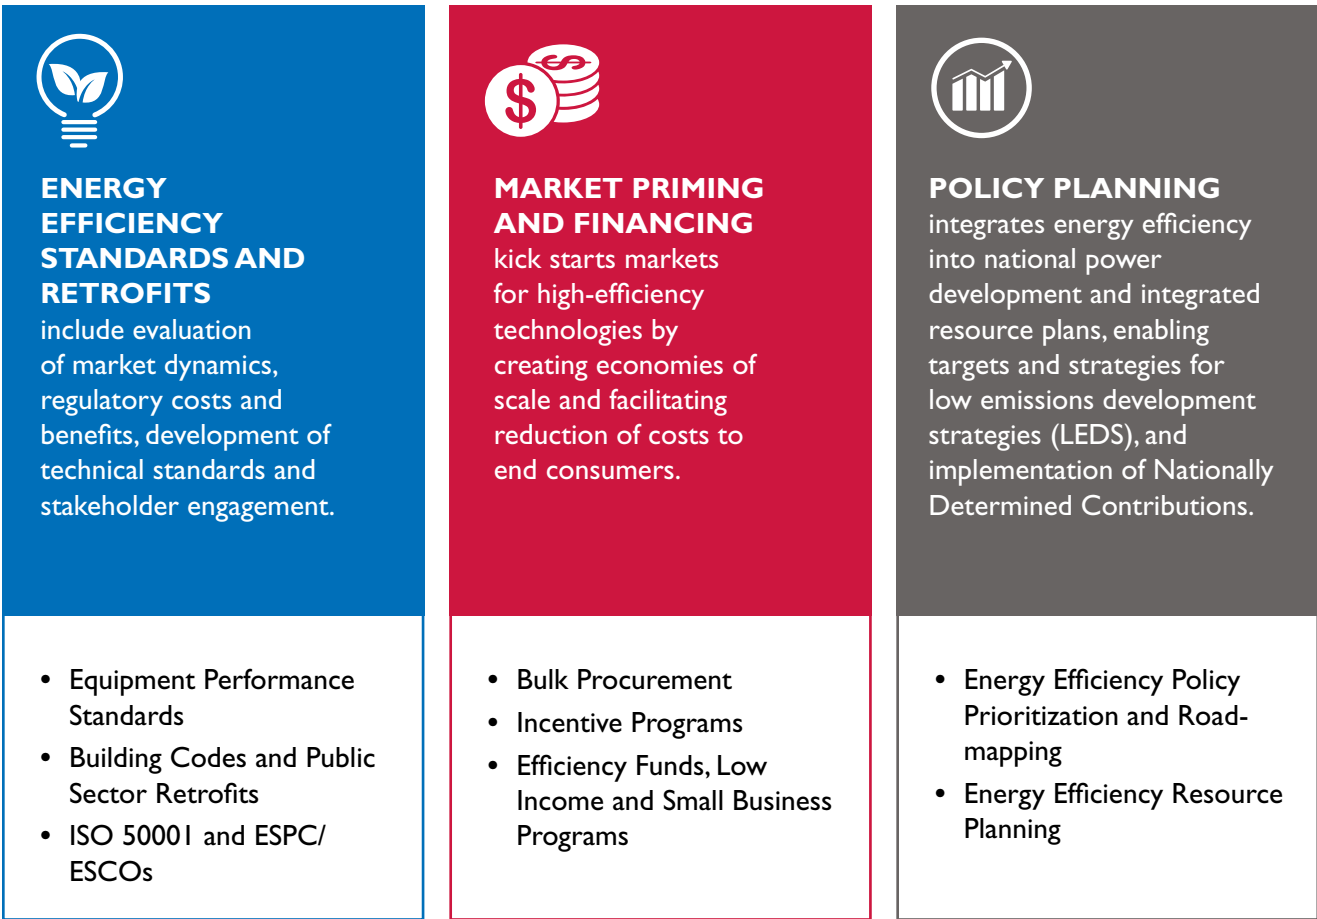 ENERGY
EFFICIENCY
STANDARDS AND
RETROFITS
include evaluation
of market dynamics,
regulatory costs and
benefits, development of
technical standards and
stakeholder engagement.
• Equipment Performance
Standards
• Building Codes and Public
Sector Retrofits
• ISO 50001 and ESPC/
ESCOs
$
$
MARKET PRIMING
AND FINANCING
kick starts markets
for high-efficiency
technologies by
creating economies of
scale and facilitating
reduction of costs to
end consumers.
• Bulk Procurement
• Incentive Programs
• Efficiency Funds, Low
Income and Small Business
Programs
POLICY PLANNING
integrates energy efficiency
into national power
development and integrated
resource plans, enabling
targets and strategies for
low emissions development
strategies (LEDS), and
implementation of Nationally
Determined Contributions.
• Energy Efficiency Policy
Prioritization and Road-
mapping
• Energy Efficiency Resource
Planning